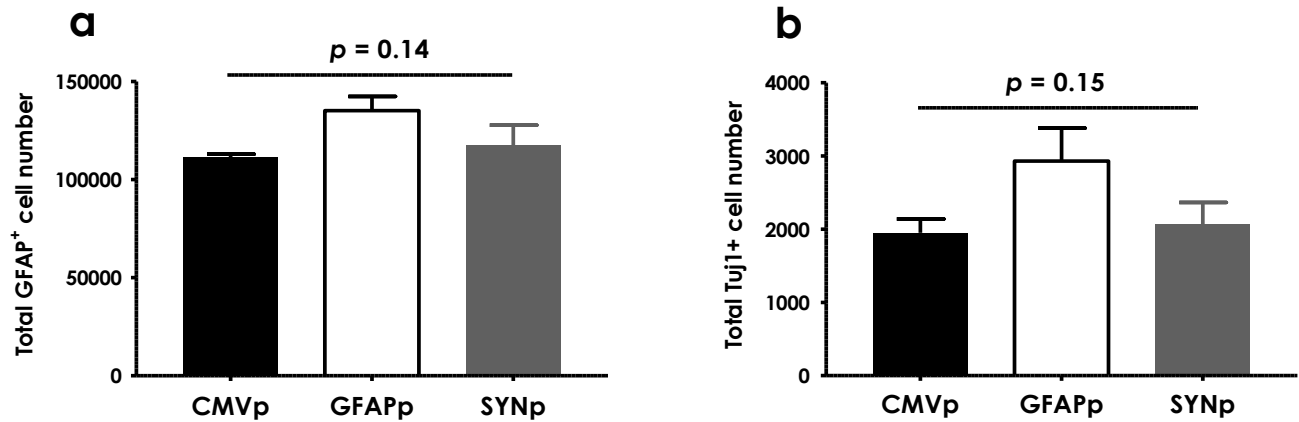 a
p = 0.14
Total GFAP+ cell number
150000
100000
50000
0
CMVp GFAPp SYNp
b
p = 0.15
Total Tuj1+ cell number
4000
3000
2000
1000
0
CMVp GFAPp SYNp